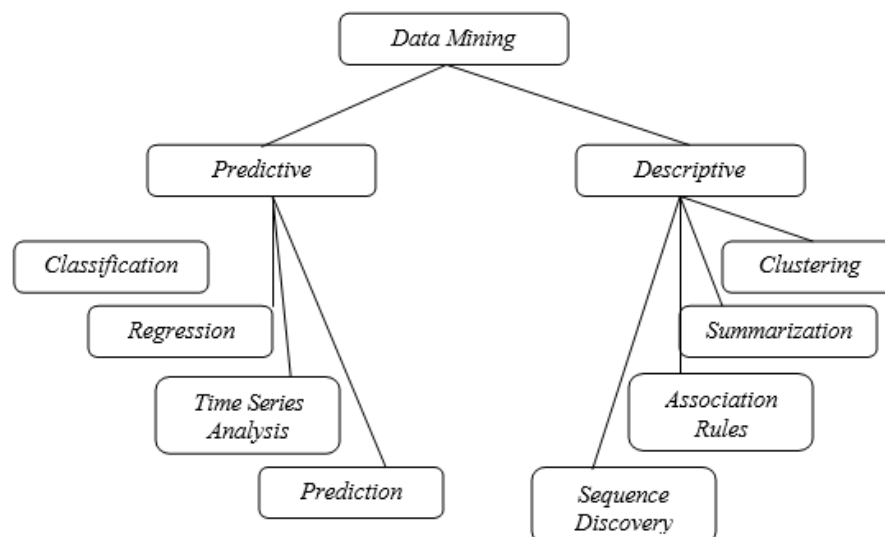 Data Mining
Predictive
Descriptive
Classification
Clustering
Regression
Summarization
Time Series
Analysis
Association
Rules
Prediction
Sequence
Discovery